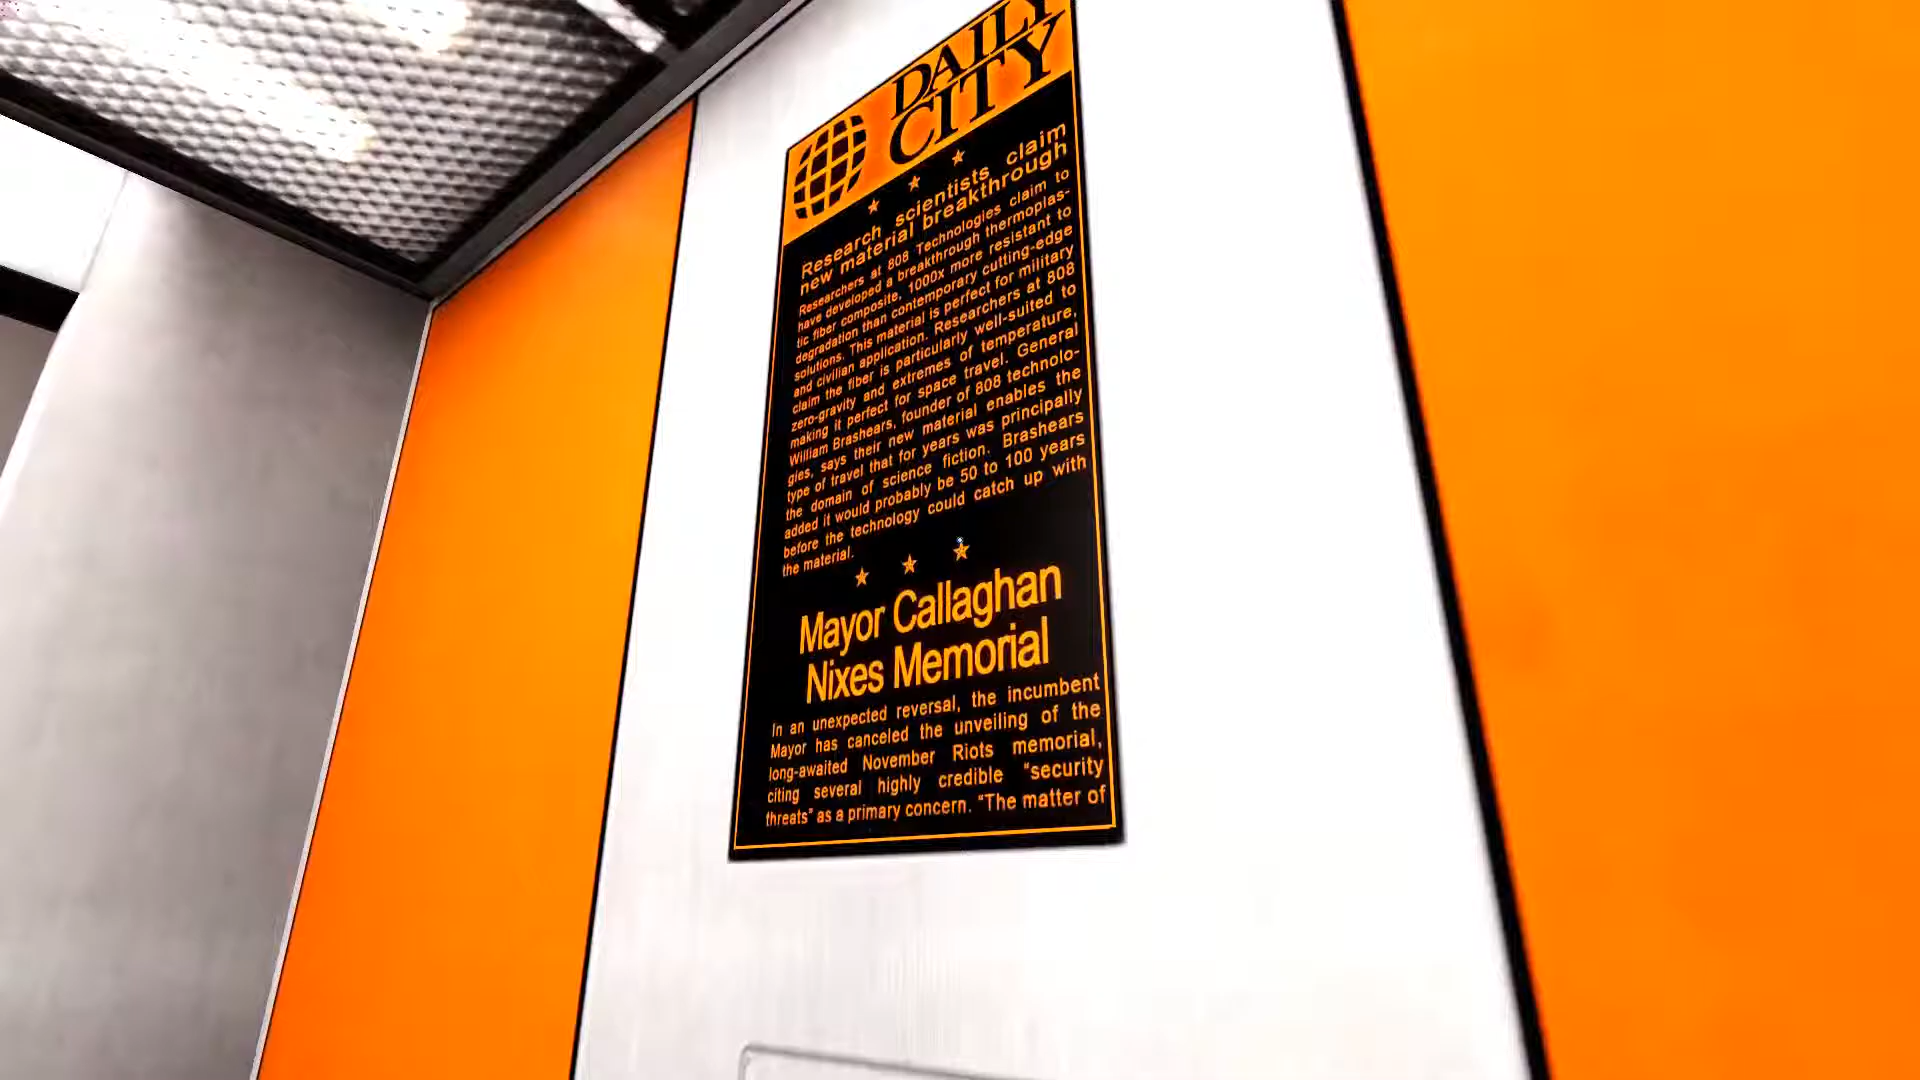 DAILY
CITY
Research scientists claim
new material breakthrough
Researchers at 808 Technologies claim to
have developed a breakthrough thermoplas-
tic fiber composite, 1000x more resistant to
degradation than contemporary cutting-edge
solutions. This material is perfect for military
and civilian application. Researchers at 808
claim the fiber is particularly well-suited to
zero-gravity and extremes of temperature,
making it perfect for space travel. General
William Brashears, founder of 808 technolo-
gies, says their new material enables the
type of travel that for years was principally
the domain of science fiction. Brashears
added it would probably be 50 to 100 years
before the technology could catch up with
the material.
Mayor Callaghan
Nixes Memorial
In an unexpected reversal, the incumbent
Mayor has canceled the unveiling of the
long-awaited November Riots memorial,
citing several highly credible "security
threats" as a primary concern. "The matter of